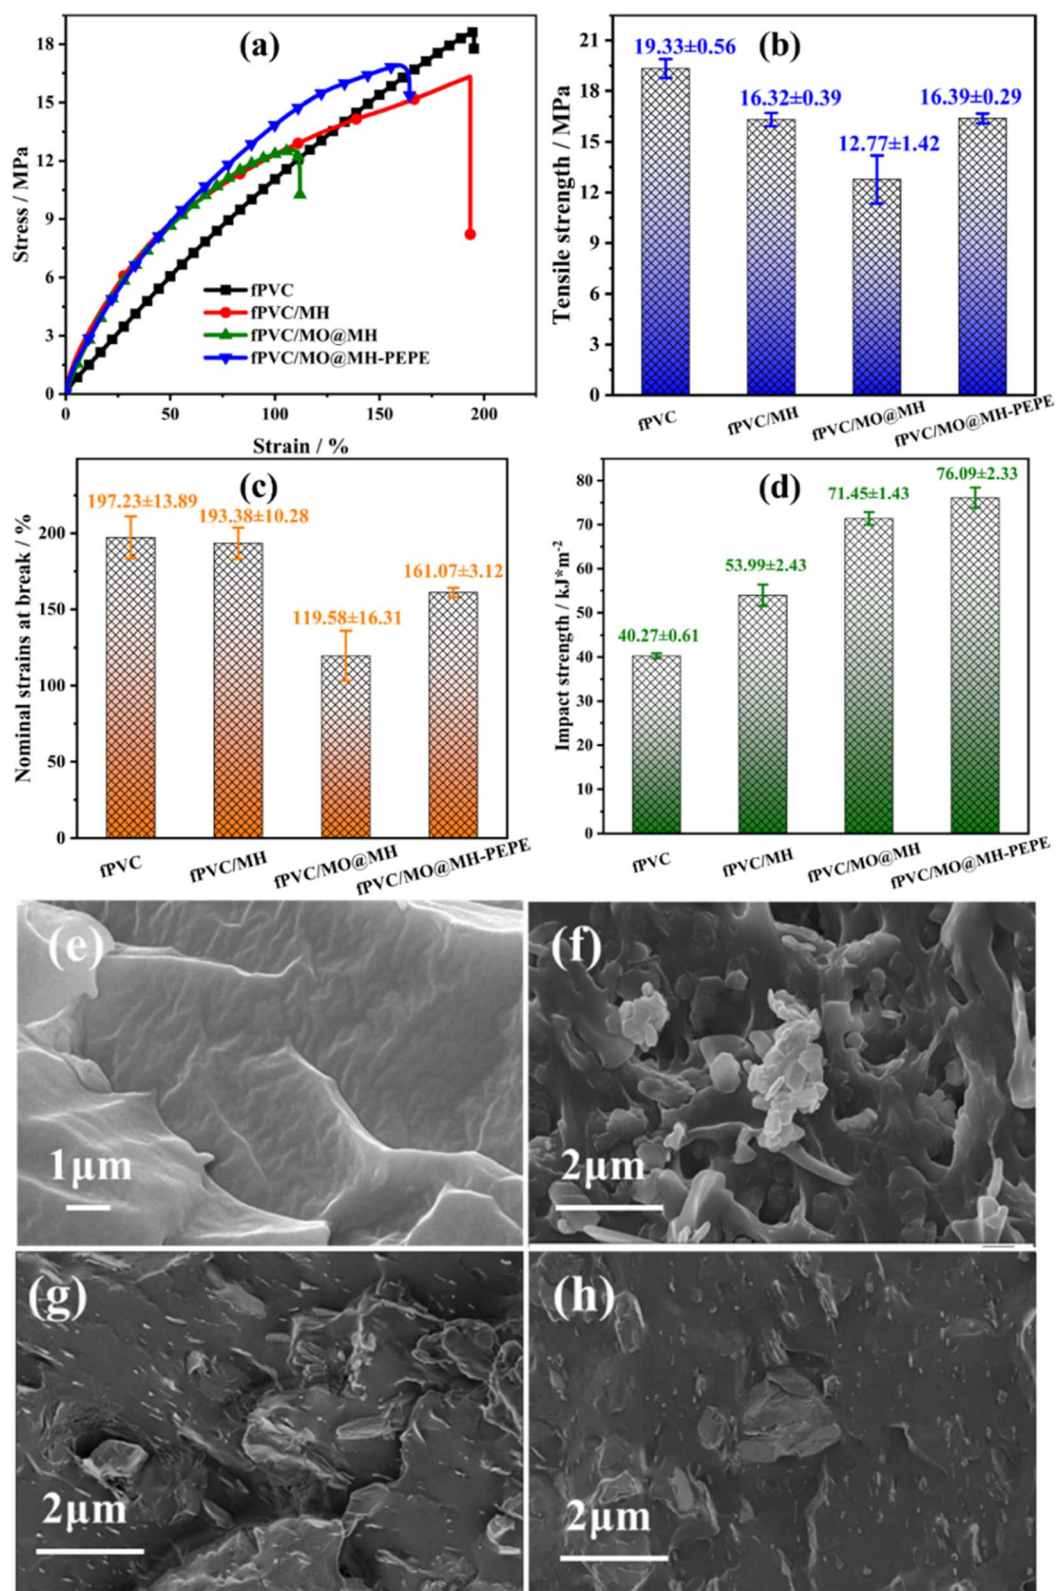 (a)
Stress / MPa
18
15
12
9
6
3
0
fPVC
fPVC/MH
fPVC/MO@MH
fPVC/MO@MH-PEPE
0 50 100 150 200
Strain / %
(b)
Tensile strength / MPa
21
18
15
12
9
6
3
0
19.33±0.56
16.32±0.39
12.77±1.42
16.39±0.29
fPVC
fPVC/MH
fPVC/MO@MH
fPVC/MO@MH-PEPE
(c)
Nominal strains at break / %
200
150
100
50
0
197.23±13.89
193.38±10.28
119.58±16.31
161.07±3.12
fPVC
fPVC/MH
fPVC/MO@MH
fPVC/MO@MH-PEPE
(d)
Impact strength / kJ*m-2
80
70
60
50
40
30
20
10
0
40.27±0.61
53.99±2.43
71.45±1.43
76.09±2.33
fPVC
fPVC/MH
fPVC/MO@MH
fPVC/MO@MH-PEPE
(e)
1μm
(f)
2μm
(g)
2μm
(h)
2μm